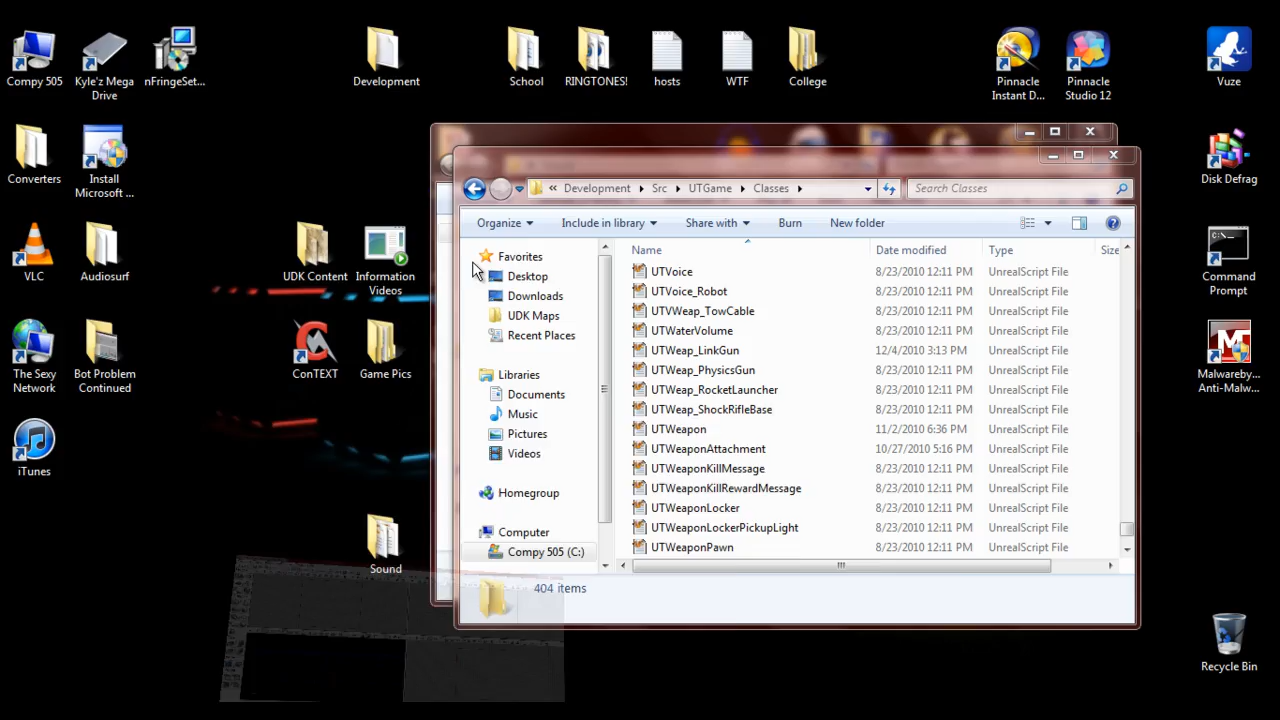 Compy 505
Kyle'z Mega
Drive
nFringeSet...
Development
School
RINGTONES!
hosts
WTF
College
Pinnacle
Instant D...
Pinnacle
Studio 12
Vuze
Converters
Install
Microsoft ...
Disk Defrag
VLC
Audiosurf
UDK Content
Information
Videos
Command
Prompt
The Sexy
Network
Bot Problem
Continued
ConTEXT
Game Pics
Malwareby...
Anti-Malw...
iTunes
Sound
Recycle Bin
« Development Src UTGame Classes
Search Classes
Organize Include in library Share with Burn New folder
Favorites
Desktop
Downloads
UDK Maps
Recent Places
Libraries
Documents
Music
Pictures
Videos
Homegroup
Computer
Compy 505 (C:)
Name Date modified Type Size
UTVoice 8/23/2010 12:11 PM UnrealScript File
UTVoice_Robot 8/23/2010 12:11 PM UnrealScript File
UTVWeap_TowCable 8/23/2010 12:11 PM UnrealScript File
UTWaterVolume 8/23/2010 12:11 PM UnrealScript File
UTWeap_LinkGun 12/4/2010 3:13 PM UnrealScript File
UTWeap_PhysicsGun 8/23/2010 12:11 PM UnrealScript File
UTWeap_RocketLauncher 8/23/2010 12:11 PM UnrealScript File
UTWeap_ShockRifleBase 8/23/2010 12:11 PM UnrealScript File
UTWeapon 11/2/2010 6:36 PM UnrealScript File
UTWeaponAttachment 10/27/2010 5:16 PM UnrealScript File
UTWeaponKillMessage 8/23/2010 12:11 PM UnrealScript File
UTWeaponKillRewardMessage 8/23/2010 12:11 PM UnrealScript File
UTWeaponLocker 8/23/2010 12:11 PM UnrealScript File
UTWeaponLockerPickupLight 8/23/2010 12:11 PM UnrealScript File
UTWeaponPawn 8/23/2010 12:11 PM UnrealScript File
404 items